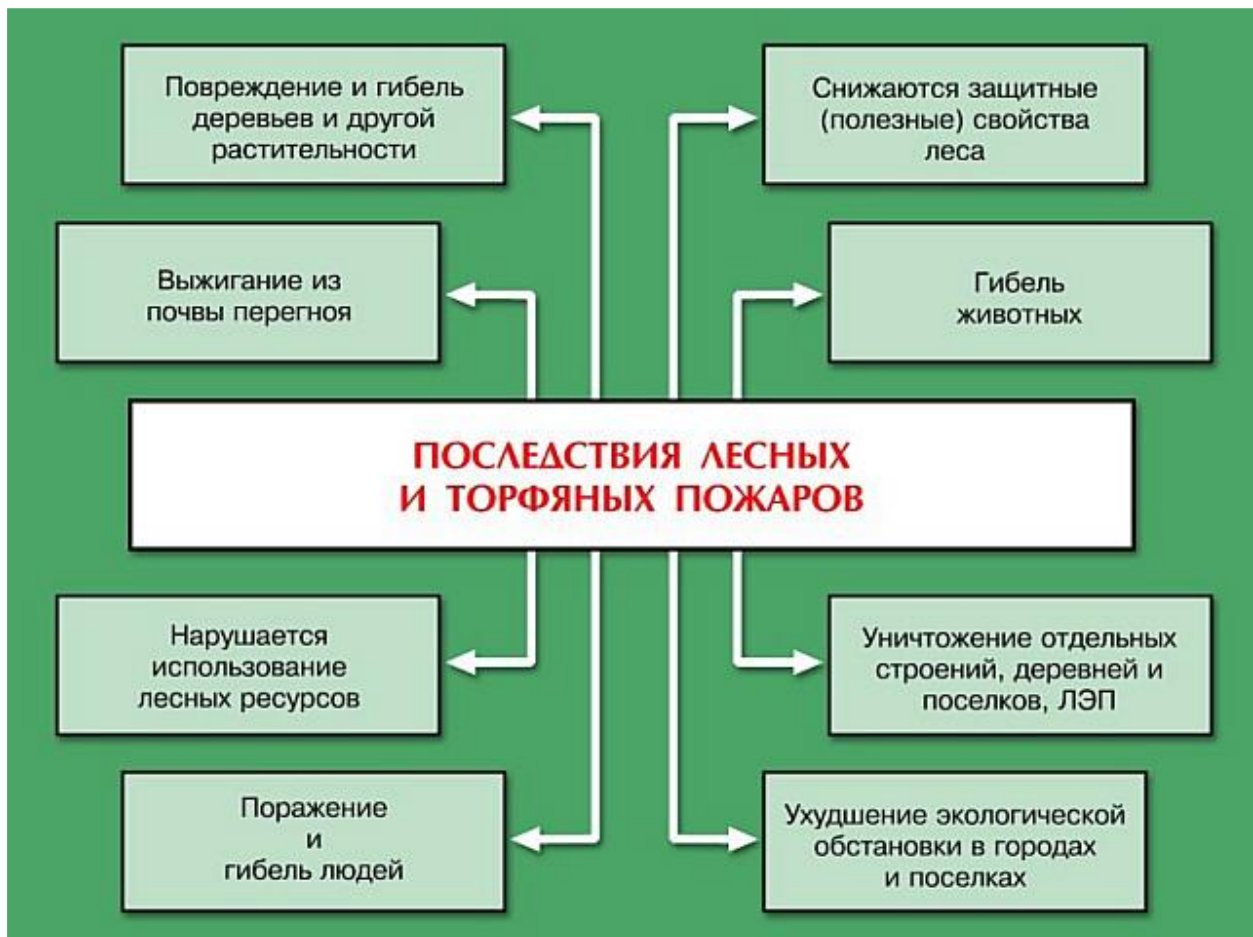 Повреждение и гибель
деревьев и другой
растительности
Снижаются защитные
(полезные) свойства
леса
Выжигание из
почвы перегноя
Гибель
животных
ПОСЛЕДСТВИЯ ЛЕСНЫХ
И ТОРФЯНЫХ ПОЖАРОВ
Нарушается
использование
лесных ресурсов
Уничтожение отдельных
строений, деревней и
поселков, ЛЭП
Поражение
и
гибель людей
Ухудшение экологической
обстановки в городах
и поселках